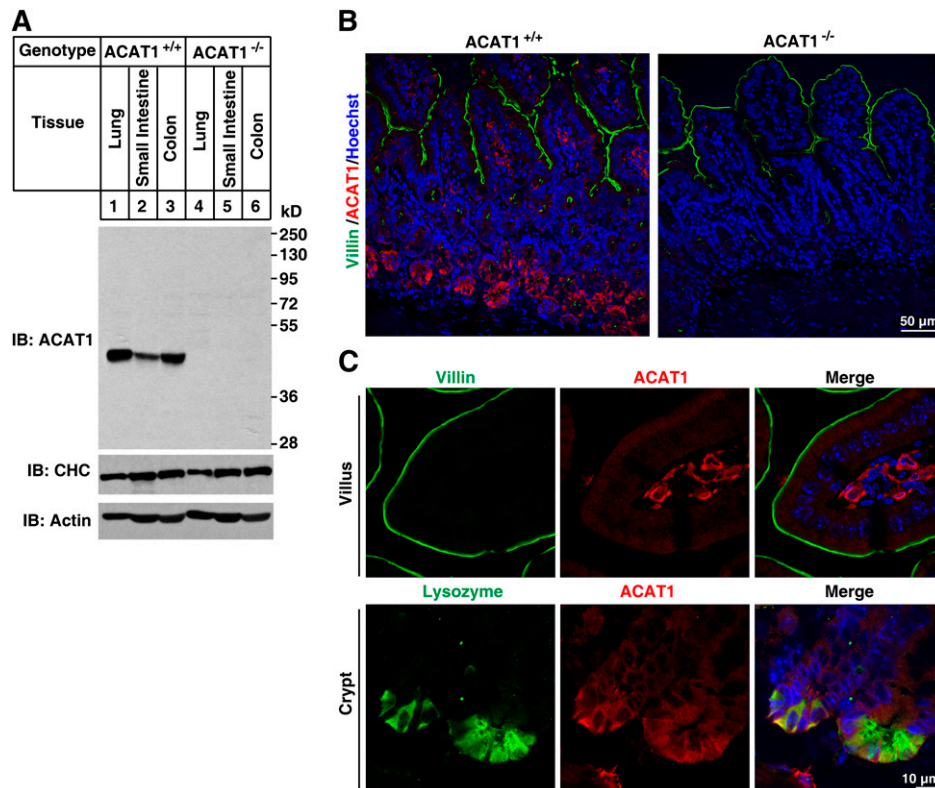 A
Genotype ACAT1 +/+ ACAT1 -/-
Tissue Lung Small Intestine Colon Lung Small Intestine Colon
1 2 3 4 5 6 kD
250
130
95
72
55
IB: ACAT1
36
28
IB: CHC
IB: Actin
B
ACAT1 +/+ ACAT1 -/-
Villin /ACAT1/Hoechst
50 µm
C
Villin ACAT1 Merge
Villus
Lysozyme ACAT1 Merge
Crypt
10 µm